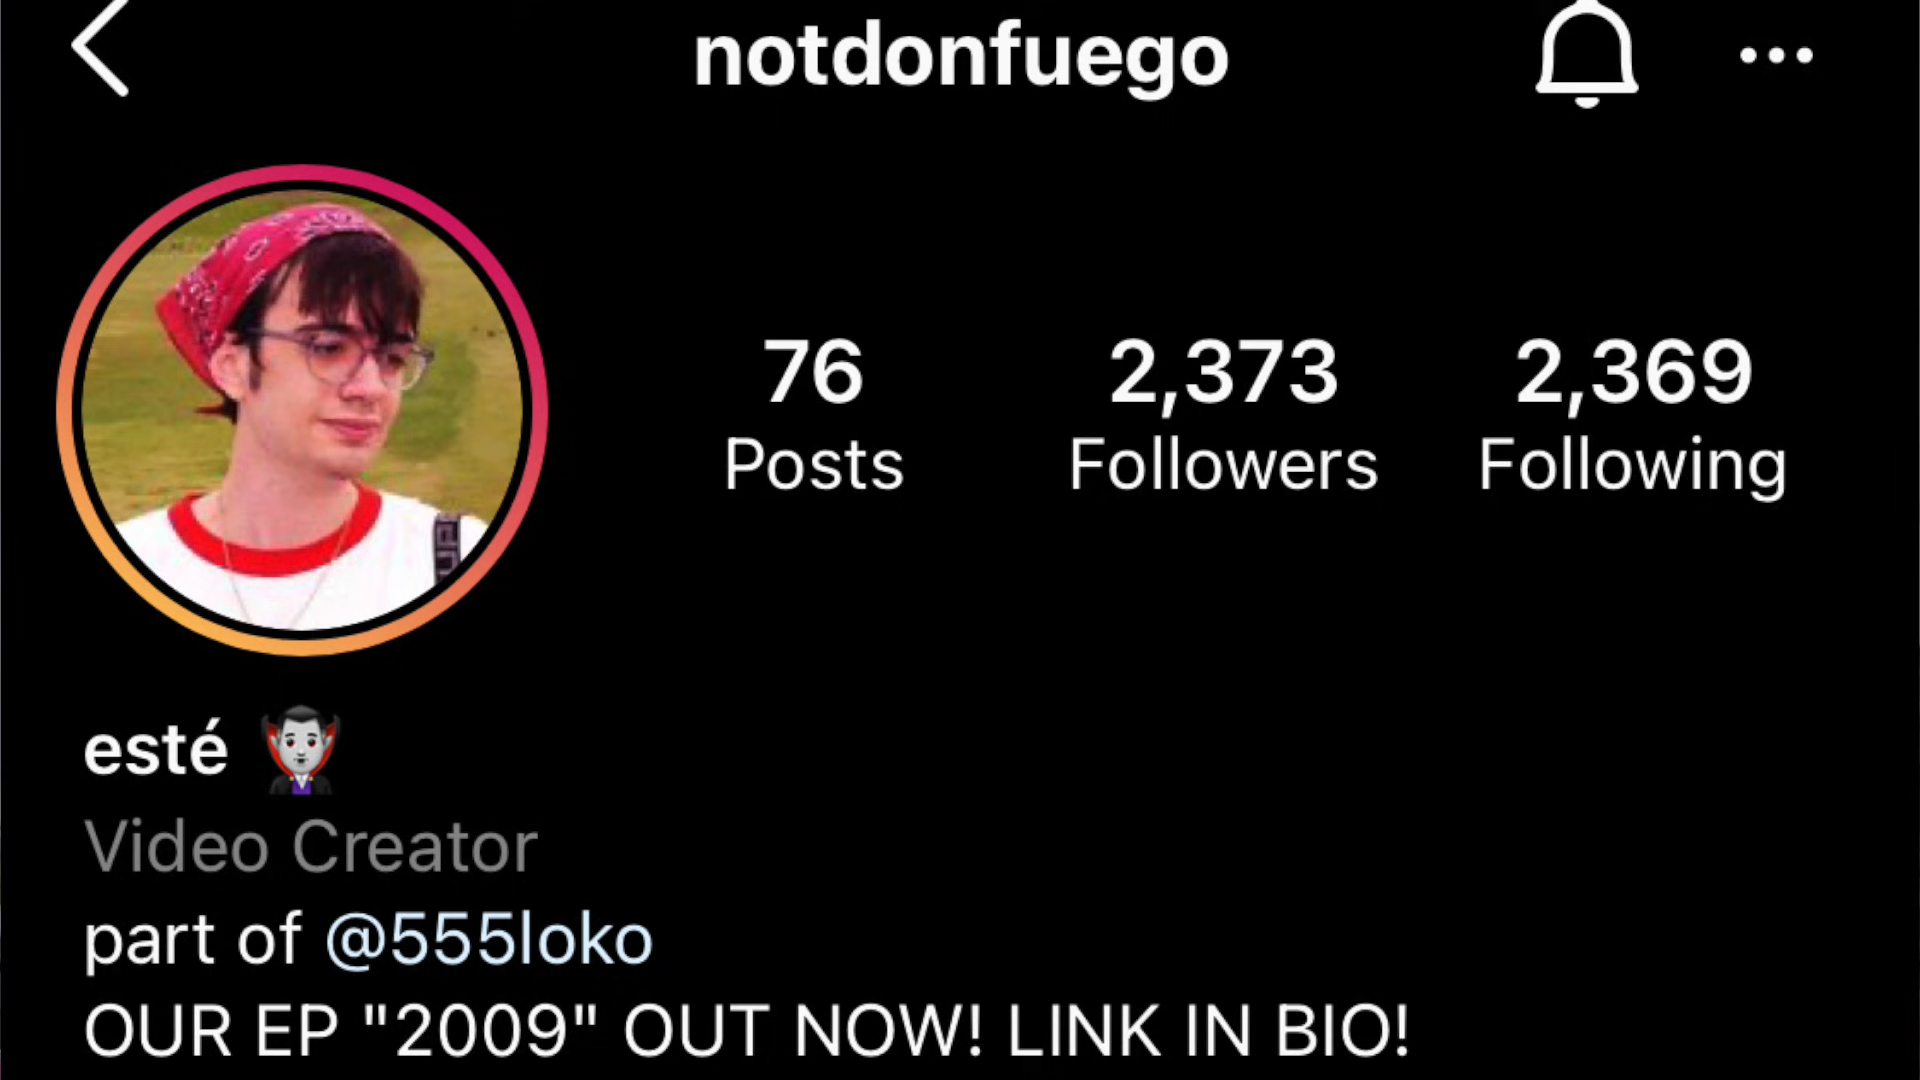 notdonfuego
76
Posts
2,373
Followers
2,369
Following
esté 🧛🏻‍♂️
Video Creator
part of @555loko
OUR EP "2009" OUT NOW! LINK IN BIO!